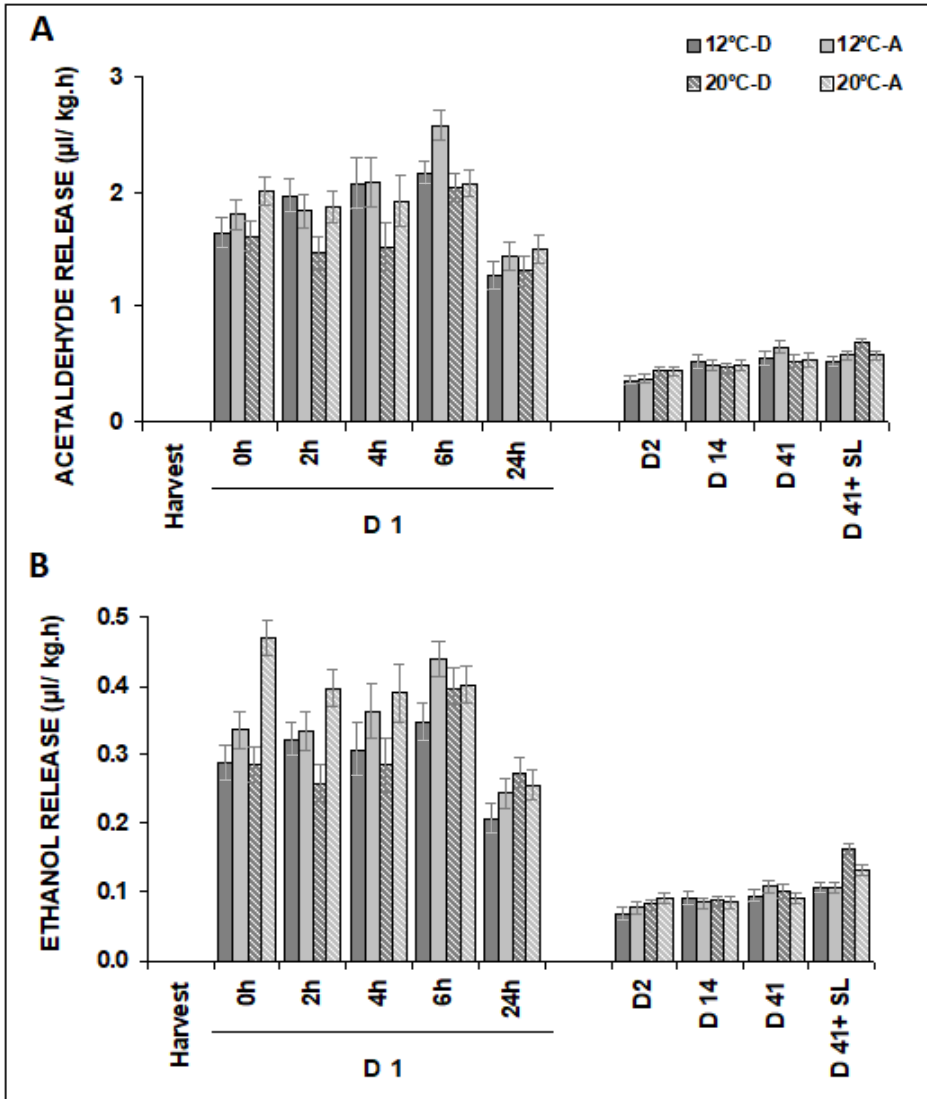 A
12ºC-D 12ºC-A
20ºC-D 20ºC-A
ACETALDEHYDE RELEASE (µl/ kg.h)
3
2
1
0
Harvest 0h 2h 4h 6h 24h D2 D 14 D 41 D 41+ SL
D 1
B
ETHANOL RELEASE (µl/ kg.h)
0.5
0.4
0.3
0.2
0.1
0.0
Harvest 0h 2h 4h 6h 24h D2 D 14 D 41 D 41+ SL
D 1